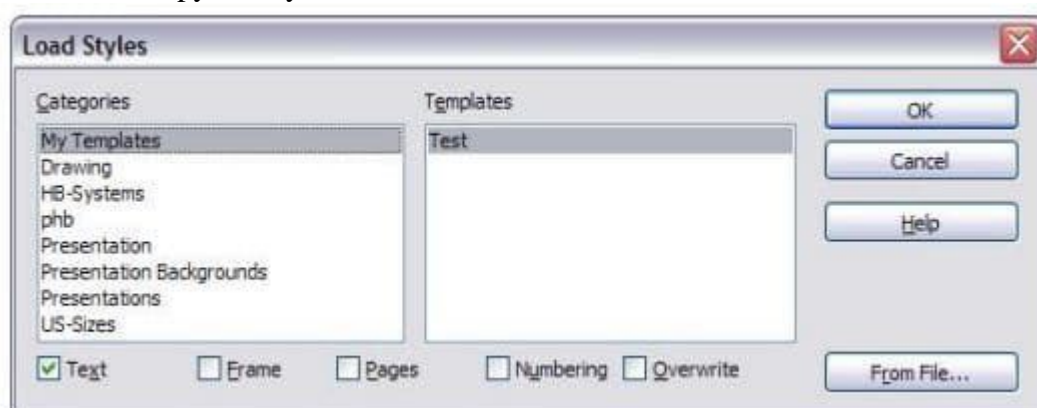 Load Styles
Categories
Templates
My Templates
Drawing
HB-Systems
phb
Presentation
Presentation Backgrounds
Presentations
US-Sizes
Test
OK
Cancel
Help
Text Frame Pages Numbering Overwrite
From File...